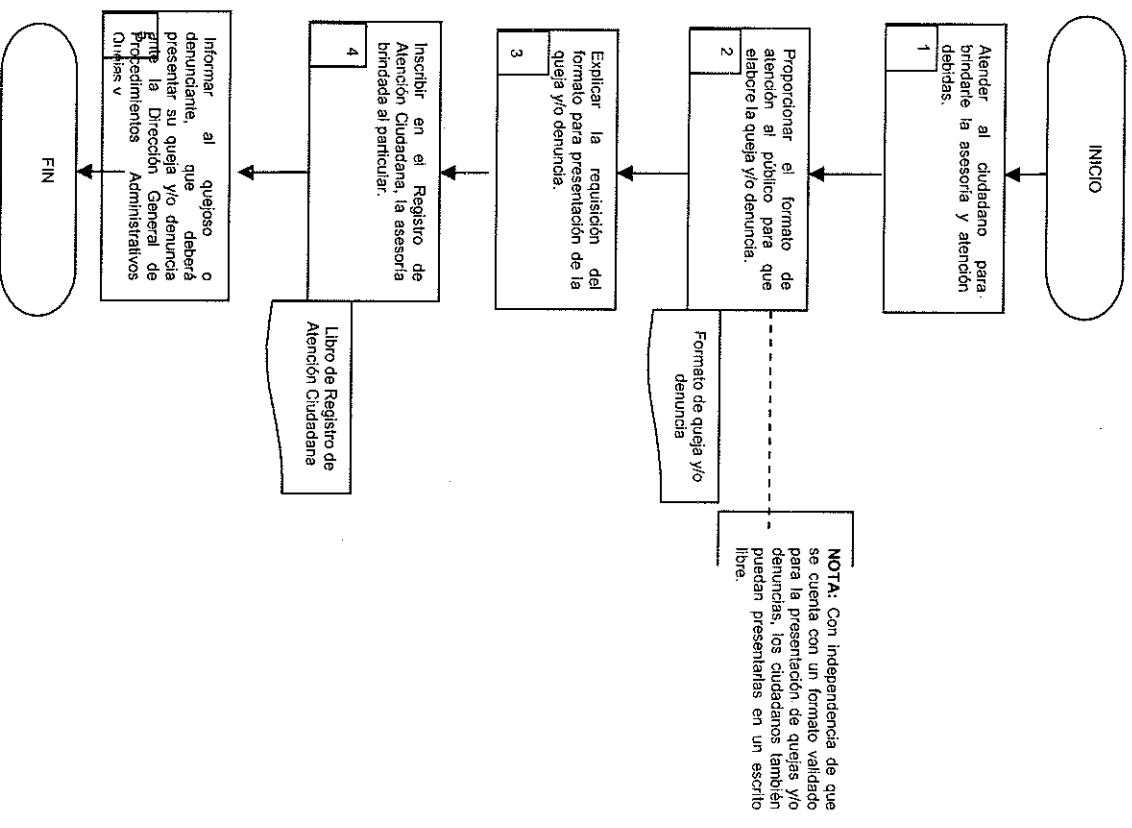 INICIO
Atender al ciudadano para
brindarle la asesoría y atención
debidas.
1
Proporcionar el formato de
atención al público para que
elabore la queja y/o denuncia.
2
Formato de queja y/o
denuncia
NOTA: Con independencia de que
se cuenta con un formato validado
para la presentación de quejas y/o
denuncias, los ciudadanos también
puedan presentarlas en un escrito
libre.
Explicar la requisición del
formato para presentación de la
queja y/o denuncia.
3
Inscribir en el Registro de
Atención Ciudadana, la asesoría
brindada al particular.
4
Libro de Registro de
Atención Ciudadana
Informar al quejoso o
denunciante, que deberá
presentar su queja y/o denuncia
ante la Dirección General de
Procedimientos Administrativos
FIN